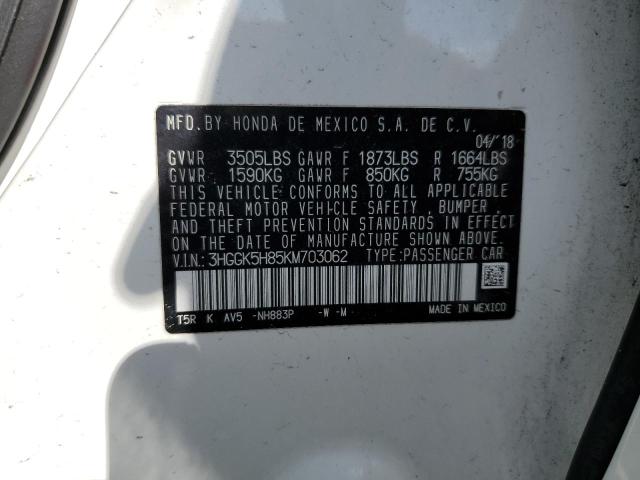 MFD. BY HONDA DE MEXICO S.A. DE C.V.
04/'18
GVWR 3505LBS GAWR F 1873LBS R 1664LBS
GVWR 1590KG GAWR F 850KG R 755KG
THIS VEHICLE CONFORMS TO ALL APPLICABLE
FEDERAL MOTOR VEHICLE SAFETY, BUMPER, AND
THEFT PREVENTION STANDARDS IN EFFECT
ON THE DATE OF MANUFACTURE SHOWN ABOVE.
V.I.N.: 3HGGK5H85KM703062 TYPE:PASSENGER CAR
T5R K AV5 -NH883P -W-M MADE IN MEXICO